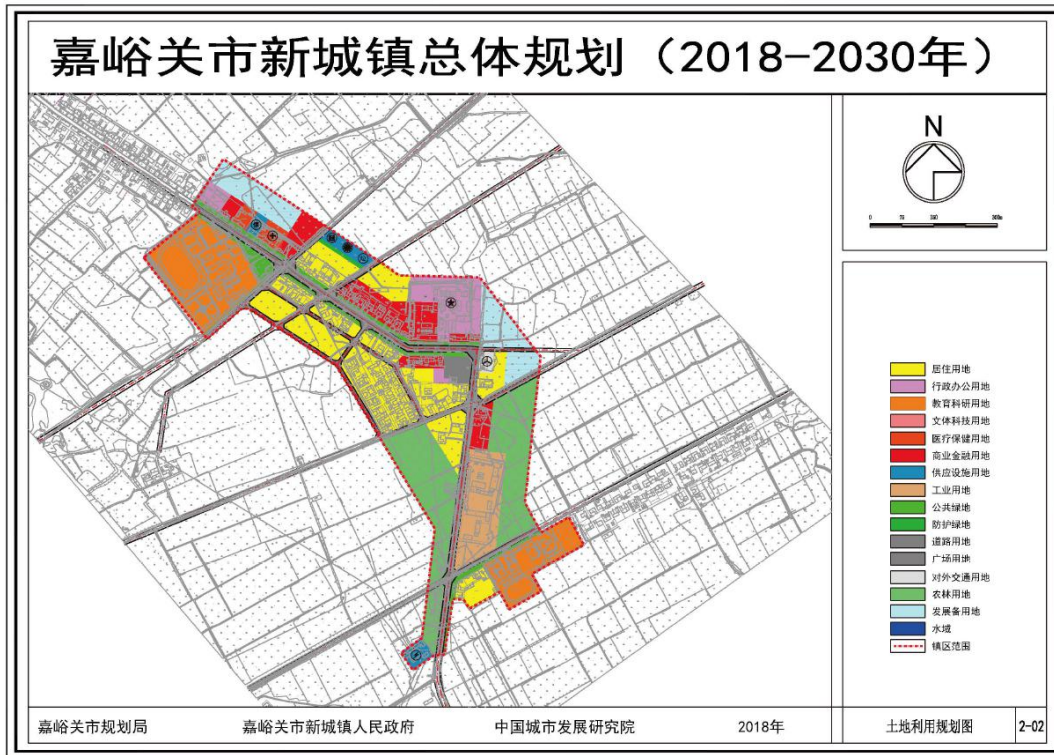 嘉峪关市新城镇总体规划（2018-2030年）
N
0
居住用地
行政办公用地
教育科研用地
文体科技用地
医疗保健用地
商业金融用地
供应设施用地
工业用地
公共绿地
防护绿地
道路用地
广场用地
对外交通用地
农林用地
发展备用地
水域
镇区范围
嘉峪关市规划局 嘉峪关市新城镇人民政府 中国城市发展研究院 2018年 土地利用规划图 2-02